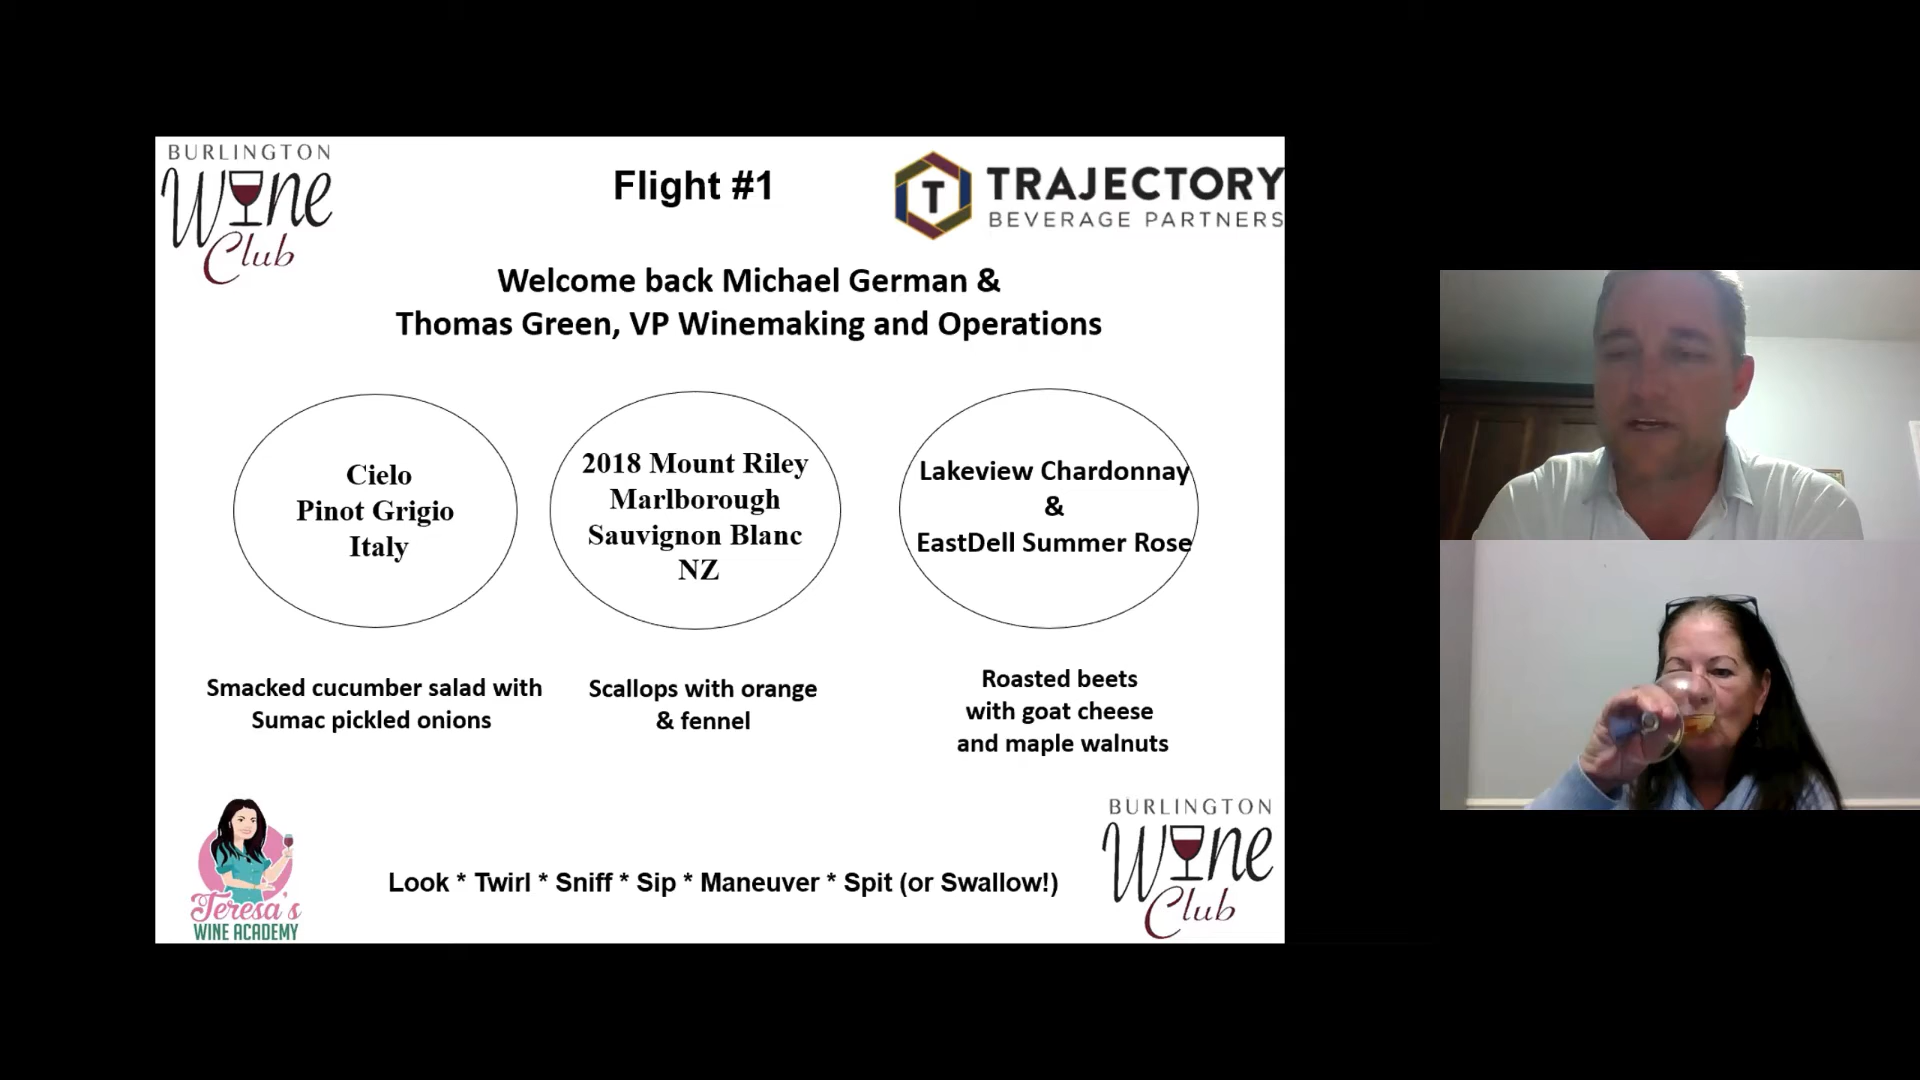 BURLINGTON
Wine
Club
Flight #1
T TRAJECTORY
BEVERAGE PARTNERS
Welcome back Michael German &
Thomas Green, VP Winemaking and Operations
Cielo
Pinot Grigio
Italy
2018 Mount Riley
Marlborough
Sauvignon Blanc
NZ
Lakeview Chardonnay
&
EastDell Summer Rose
Smacked cucumber salad with
Sumac pickled onions
Scallops with orange
& fennel
Roasted beets
with goat cheese
and maple walnuts
Teresa's
WINE ACADEMY
Look * Twirl * Sniff * Sip * Maneuver * Spit (or Swallow!)
BURLINGTON
Wine
Club